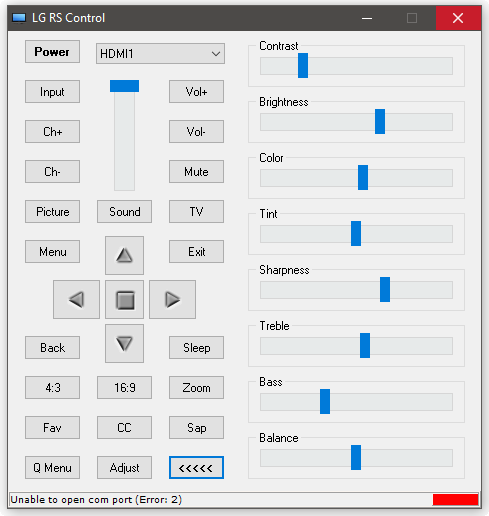 LG RS Control
Power
HDMI1
Input
Vol+
Ch+
Vol-
Ch-
Mute
Picture
Sound
TV
Menu
Exit
Back
Sleep
4:3
16:9
Zoom
Fav
CC
Sap
Q Menu
Adjust
<<<<<
Contrast
Brightness
Color
Tint
Sharpness
Treble
Bass
Balance
Unable to open com port (Error: 2)